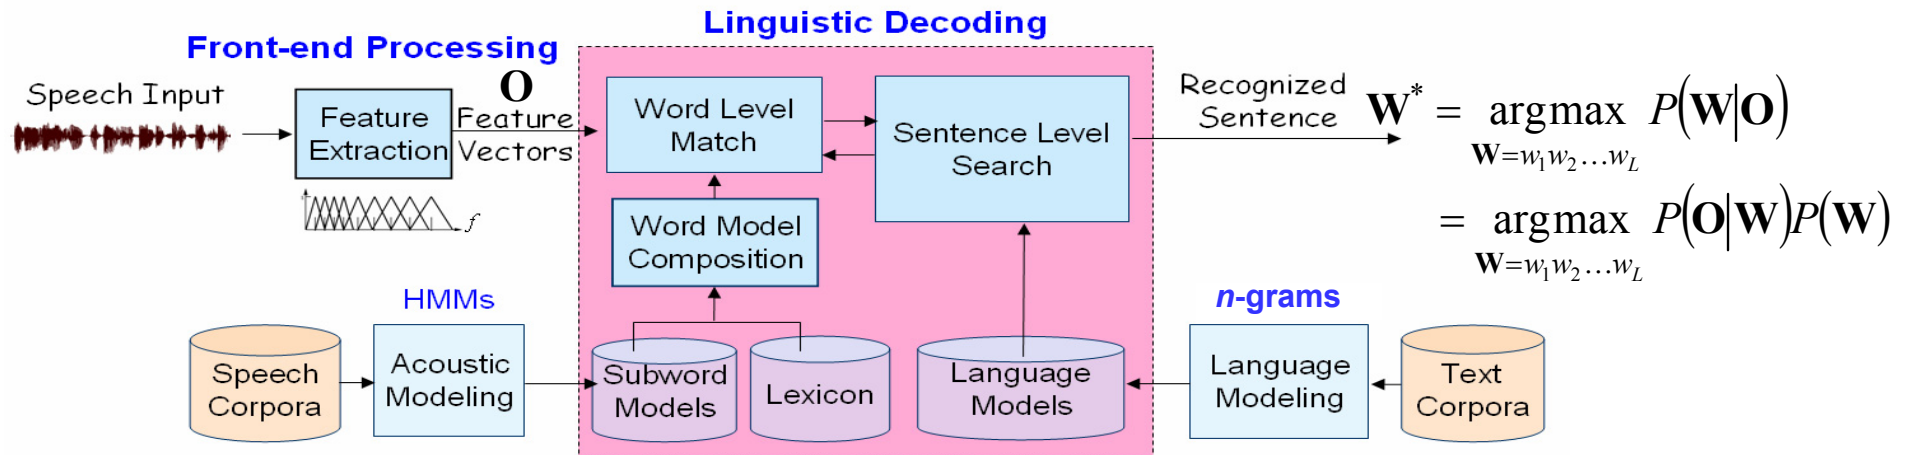 Linguistic Decoding
Front-end Processing
Speech Input
Feature
Extraction
f
O
Feature
Vectors
Word Level
Match
Sentence Level
Search
Word Model
Composition
Recognized
Sentence
W* = argmax P(W|O)
W=w₁w₂…w_L
= argmax P(O|W)P(W)
W=w₁w₂…w_L
HMMs
n-grams
Speech
Corpora
Acoustic
Modeling
Subword
Models
Lexicon
Language
Models
Language
Modeling
Text
Corpora